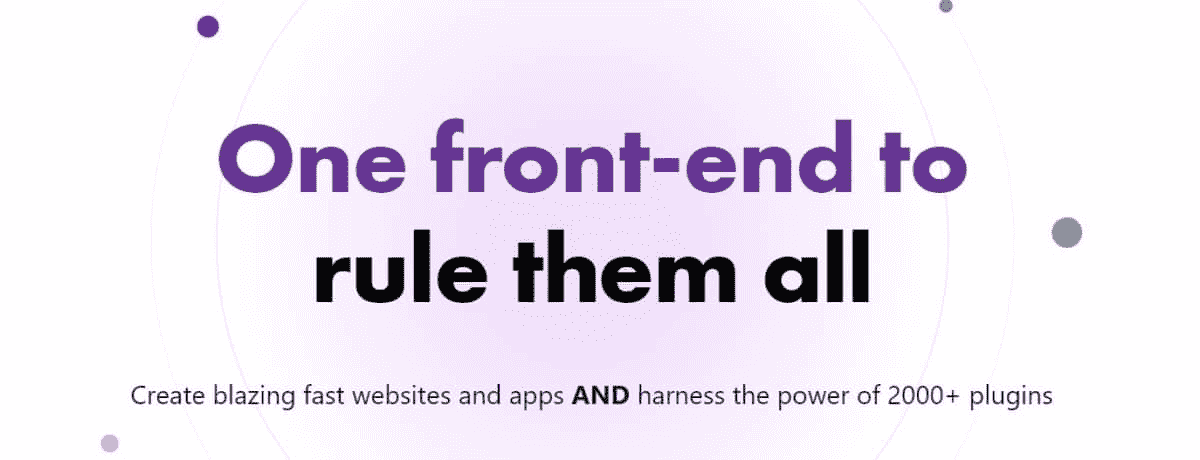 One front-end to
rule them all
Create blazing fast websites and apps AND harness the power of 2000+ plugins